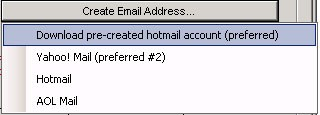 Create Email Address...
Download pre-created hotmail account (preferred)
Yahoo! Mail (preferred #2)
Hotmail
AOL Mail